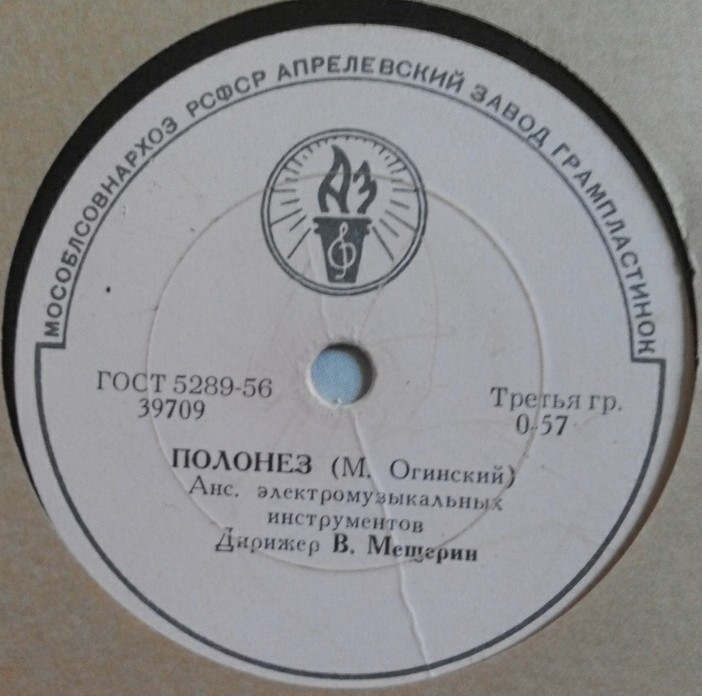 МОСОБЛСОВНАРХОЗ РСФСР АПРЕЛЕВСКИЙ ЗАВОД ГРАМПЛАСТИНОК
АЗ
ГОСТ 5289-56
39709
Третья гр.
0-57
ПОЛОНЕЗ (М. Огинский)
Анс. электромузыкальных
инструментов
Дирижер В. Мещерин